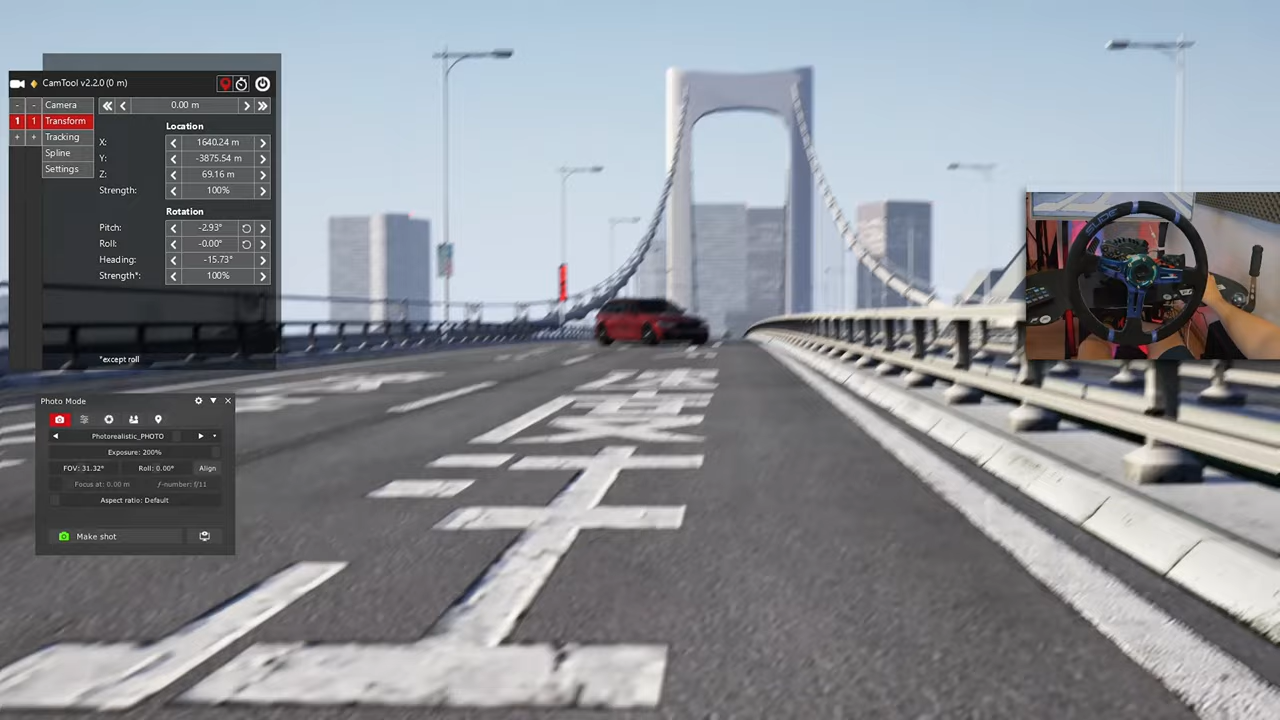 CamTool v2.2.0 (0 m)
- - Camera 0.00 m
1 1 Transform
+ + Tracking
Spline
Settings
Location
X: 1640.24 m
Y: -3875.54 m
Z: 69.16 m
Strength: 100%
Rotation
Pitch: -2.93°
Roll: -0.00°
Heading: -15.73°
Strength*: 100%
*except roll
Photo Mode
Photorealistic_PHOTO
Exposure: 200%
FOV: 31.32° Roll: 0.00° Align
Focus at: 0.00 m f-number: f/11
Aspect ratio: Default
Make shot